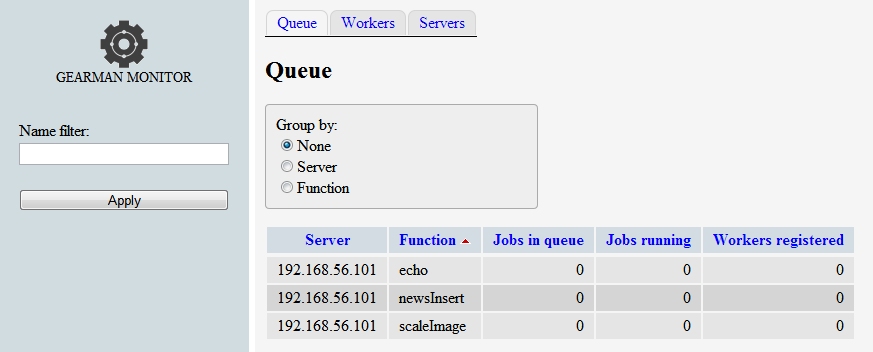 GEARMAN MONITOR
Name filter:
Apply
Queue Workers Servers
Queue
Group by:
None
Server
Function
Server Function Jobs in queue Jobs running Workers registered
192.168.56.101 echo 0 0 0
192.168.56.101 newsInsert 0 0 0
192.168.56.101 scaleImage 0 0 0